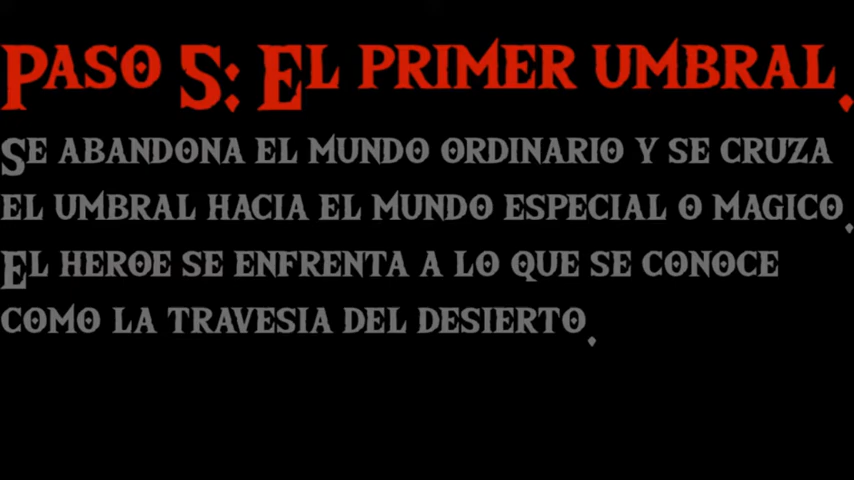 Paso 5: El primer umbral.
Se abandona el mundo ordinario y se cruza
el umbral hacia el mundo especial o magico.
El heroe se enfrenta a lo que se conoce
como la travesia del desierto.